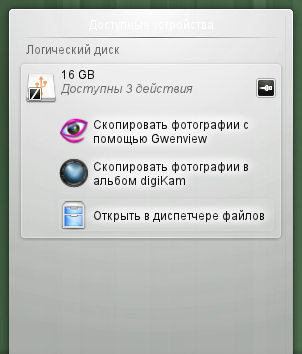 Доступные устройства
Логический диск
16 GB
Доступны 3 действия
Скопировать фотографии с
помощью Gwenview
Скопировать фотографии в
альбом digiKam
Открыть в диспетчере файлов